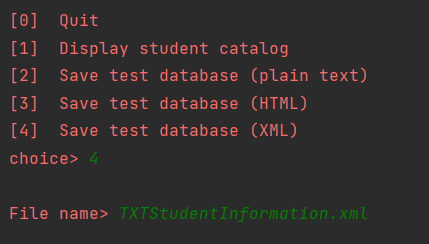 [0]  Quit
[1]  Display student catalog
[2]  Save test database (plain text)
[3]  Save test database (HTML)
[4]  Save test database (XML)
choice> 4
File name> TXTStudentInformation.xml